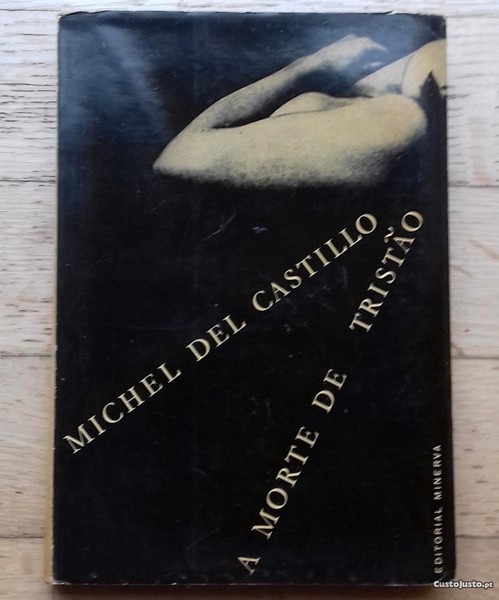 MICHEL DEL CASTILLO
A MORTE DE TRISTÃO
EDITORIAL MINERVA
CustoJusto.pt